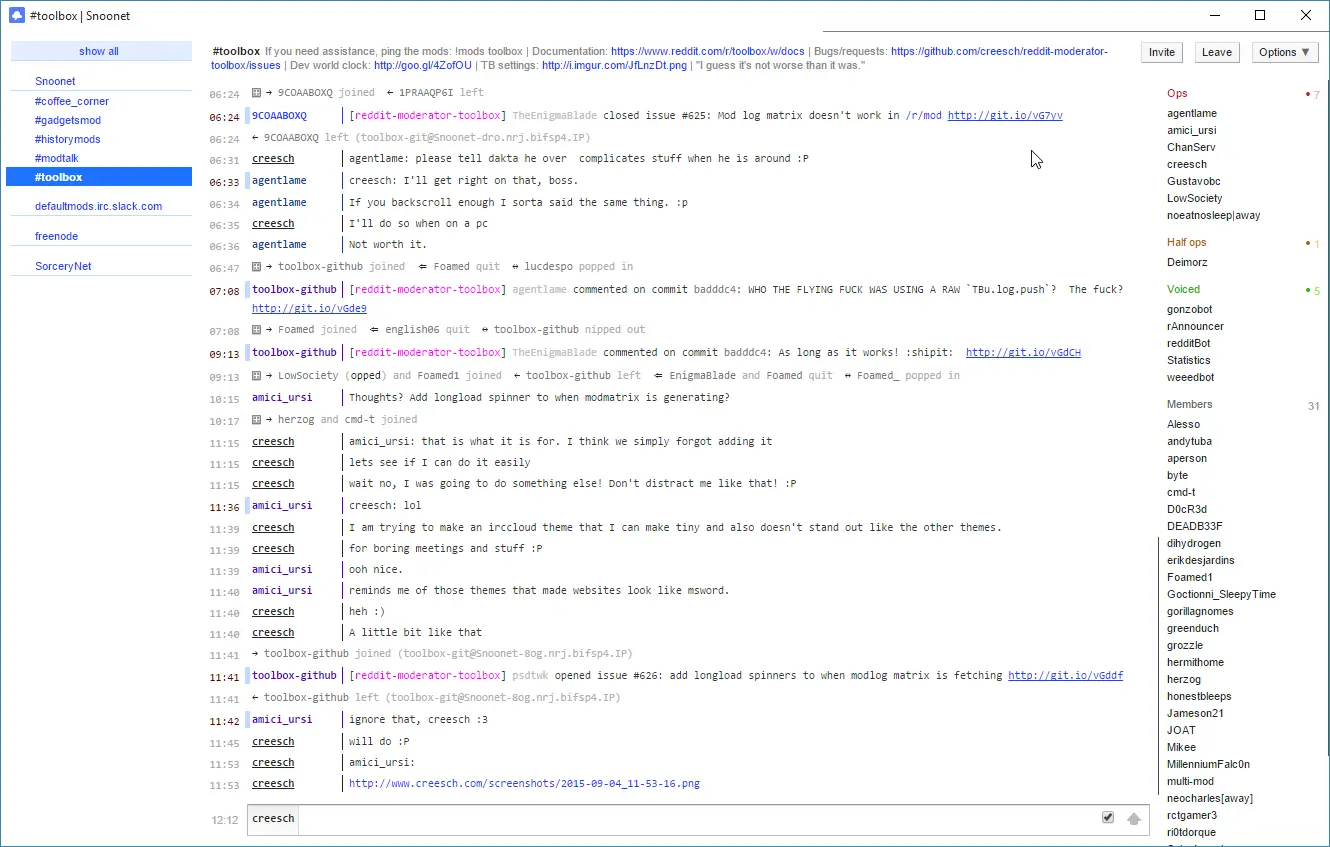 #toolbox | Snoonet
show all
Snoonet
#coffee_corner
#gadgetsmod
#historymods
#modtalk
#toolbox
defaultmods.irc.slack.com
freenode
SorceryNet
#toolbox If you need assistance, ping the mods: !mods toolbox | Documentation: https://www.reddit.com/r/toolbox/w/docs | Bugs/requests: https://github.com/creesch/reddit-moderator-
toolbox/issues | Dev world clock: http://goo.gl/4ZofOU | TB settings: http://i.imgur.com/JfLnzDt.png | "I guess it's not worse than it was."
Invite
Leave
Options ▼
06:24 → 9COAABOXQ joined ← 1PRAAQP6I left
06:24 9COAABOXQ [reddit-moderator-toolbox] TheEnigmaBlade closed issue #625: Mod log matrix doesn't work in /r/mod http://git.io/vG7yv
06:24 ← 9COAABOXQ left (toolbox-git@Snoonet-dro.nrj.bifsp4.IP)
06:31 creesch agentlame: please tell dakta he over complicates stuff when he is around :P
06:33 agentlame creesch: I'll get right on that, boss.
06:34 agentlame If you backscroll enough I sorta said the same thing. :p
06:35 creesch I'll do so when on a pc
06:36 agentlame Not worth it.
06:47 → toolbox-github joined ⇐ Foamed quit ↔ lucdespo popped in
07:08 toolbox-github [reddit-moderator-toolbox] agentlame commented on commit badddc4: WHO THE FLYING FUCK WAS USING A RAW `TBu.log.push`? The fuck?
http://git.io/vGde9
07:08 → Foamed joined ⇐ english06 quit ↔ toolbox-github nipped out
09:13 toolbox-github [reddit-moderator-toolbox] TheEnigmaBlade commented on commit badddc4: As long as it works! :shipit: http://git.io/vGdCH
09:13 → LowSociety (opped) and Foamed1 joined ← toolbox-github left ⇐ EnigmaBlade and Foamed quit ↔ Foamed_ popped in
10:15 amici_ursi Thoughts? Add longload spinner to when modmatrix is generating?
10:17 → herzog and cmd-t joined
11:15 creesch amici_ursi: that is what it is for. I think we simply forgot adding it
11:15 creesch lets see if I can do it easily
11:15 creesch wait no, I was going to do something else! Don't distract me like that! :P
11:36 amici_ursi creesch: lol
11:39 creesch I am trying to make an irccloud theme that I can make tiny and also doesn't stand out like the other themes.
11:39 creesch for boring meetings and stuff :P
11:39 amici_ursi ooh nice.
11:40 amici_ursi reminds me of those themes that made websites look like msword.
11:40 creesch heh :)
11:40 creesch A little bit like that
11:41 → toolbox-github joined (toolbox-git@Snoonet-8og.nrj.bifsp4.IP)
11:41 toolbox-github [reddit-moderator-toolbox] psdtwk opened issue #626: add longload spinners to when modlog matrix is fetching http://git.io/vGddf
11:41 ← toolbox-github left (toolbox-git@Snoonet-8og.nrj.bifsp4.IP)
11:42 amici_ursi ignore that, creesch :3
11:45 creesch will do :P
11:53 creesch amici_ursi:
11:53 creesch http://www.creesch.com/screenshots/2015-09-04_11-53-16.png
12:12 creesch
Ops • 7
agentlame
amici_ursi
ChanServ
creesch
Gustavobc
LowSociety
noeatnosleep|away
Half ops • 1
Deimorz
Voiced • 5
gonzobot
rAnnouncer
redditBot
Statistics
weeedbot
Members 31
Alesso
andytuba
aperson
byte
cmd-t
D0cR3d
DEADB33F
dihydrogen
erikdesjardins
Foamed1
Goctionni_SleepyTime
gorillagnomes
greenduch
grozzle
hermithome
herzog
honestbleeps
Jameson21
JOAT
Mikee
MillenniumFalc0n
multi-mod
neocharles[away]
rctgamer3
ri0tdorque